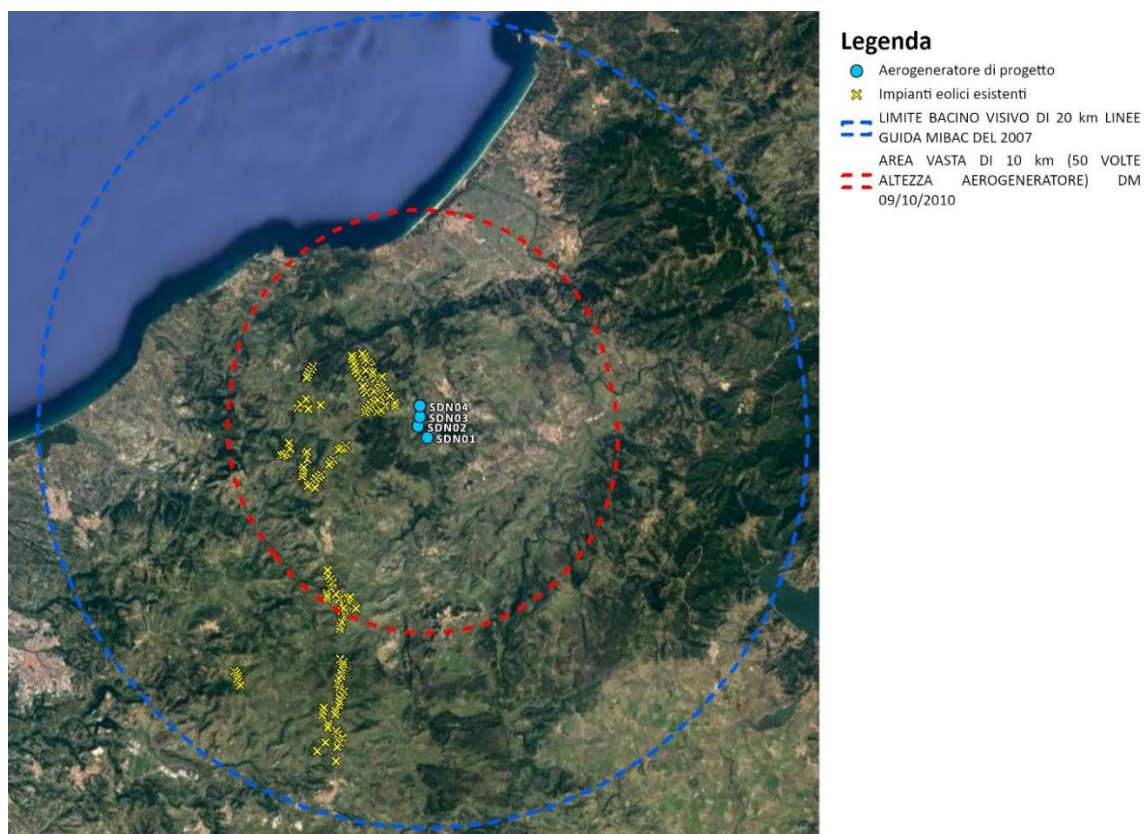 Legenda
Aerogeneratore di progetto
Impianti eolici esistenti
LIMITE BACINO VISIVO DI 20 km LINEE
GUIDA MIBAC DEL 2007
AREA VASTA DI 10 km (50 VOLTE
ALTEZZA AEROGENERATORE) DM
09/10/2010
SDN04
SDN03
SDN02
SDN01